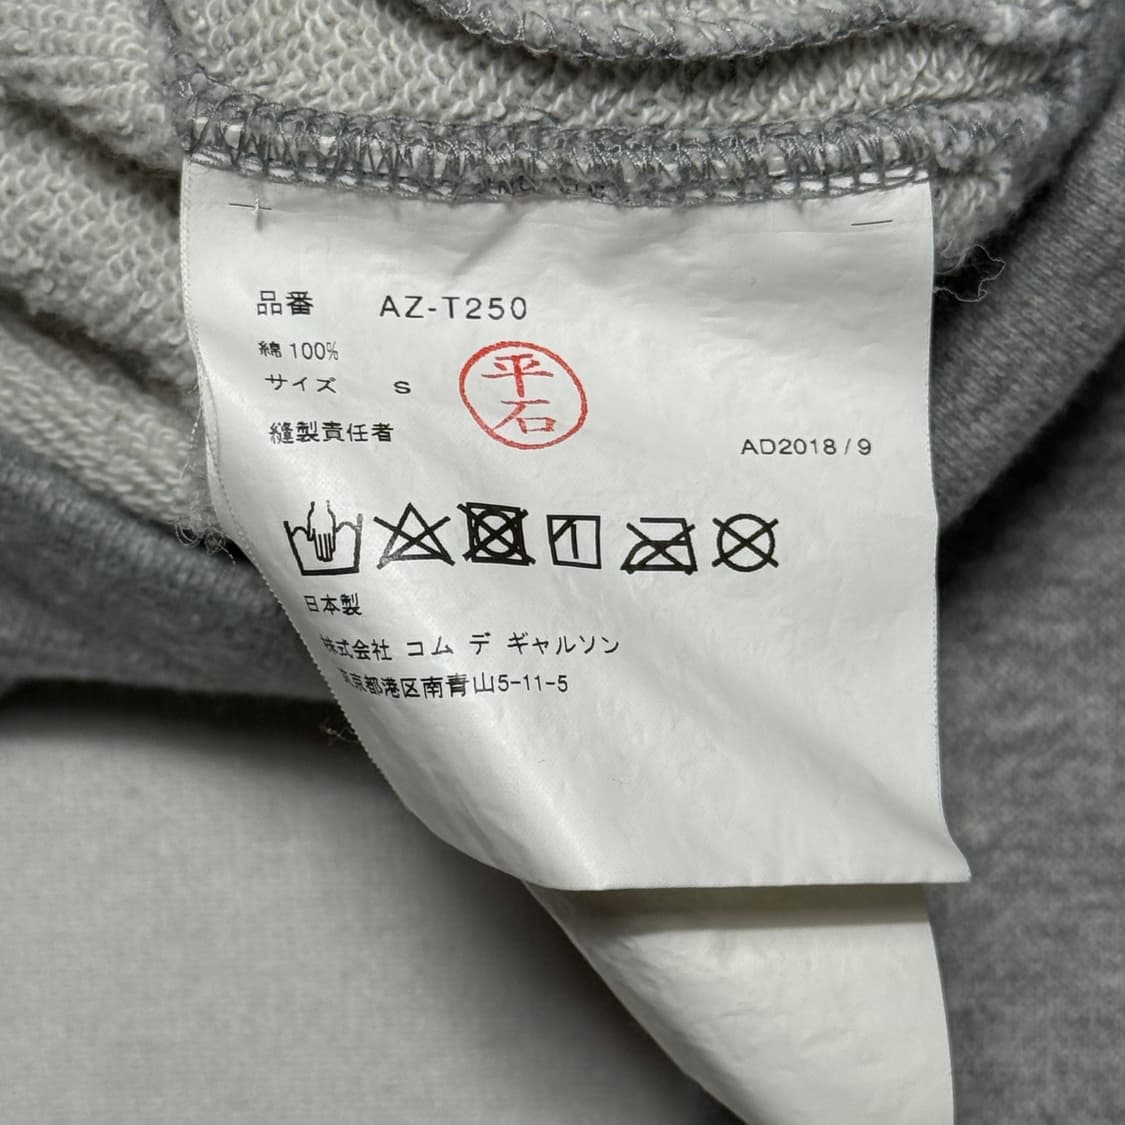 品番 AZ-T250
綿 100%
サイズ S
平石
縫製責任者
AD2018 / 9
日本製
株式会社 コム デ ギャルソン
東京都港区南青山5-11-5